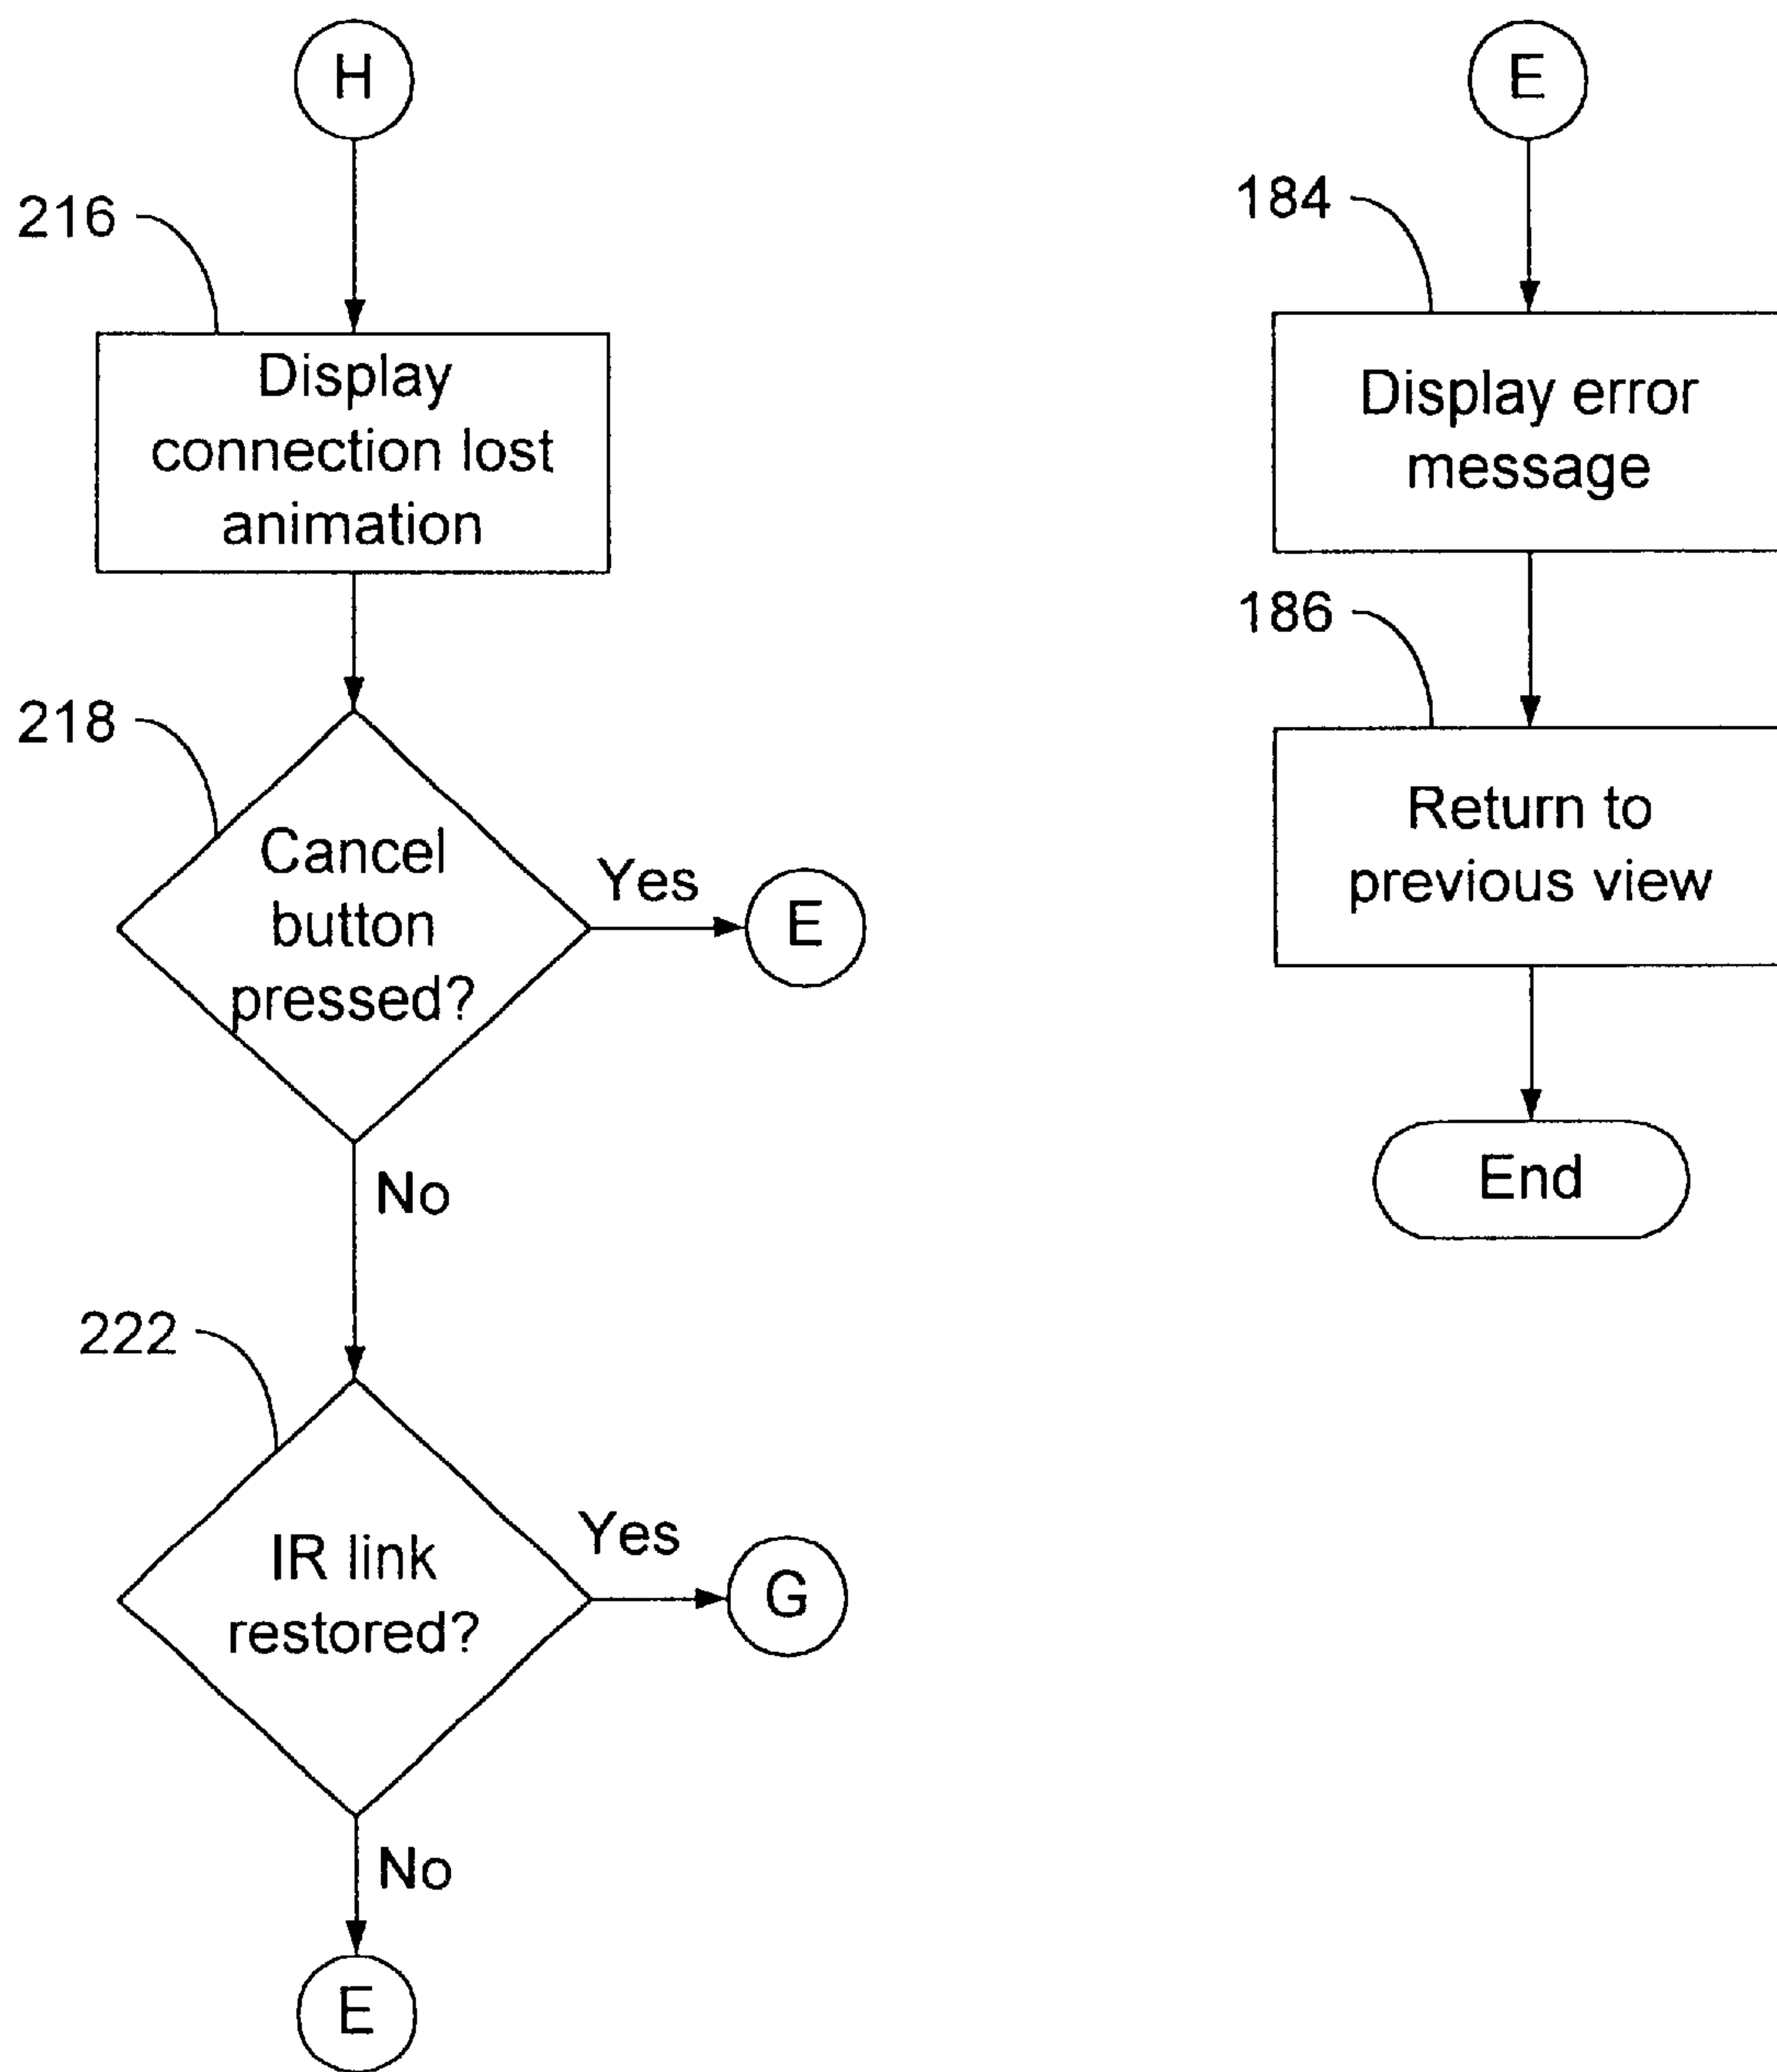 H
216
Display
connection lost
animation
218
Cancel
button
pressed?
Yes
E
No
222
IR link
restored?
Yes
G
No
E
E
184
Display error
message
186
Return to
previous view
End